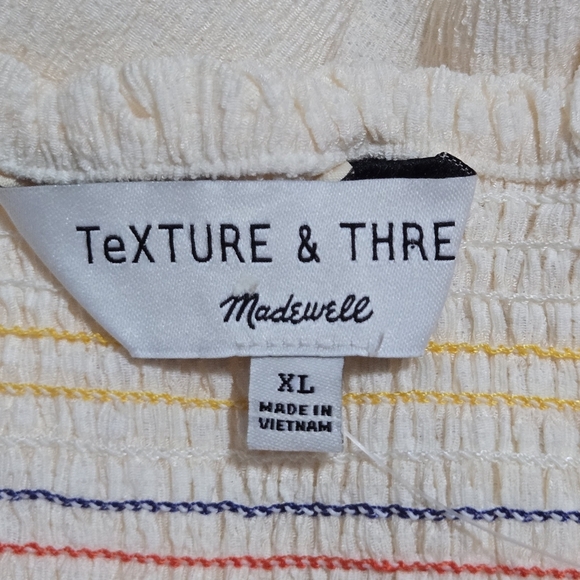 TeXTURE & THRE
Madewell
XL
MADE IN
VIETNAM